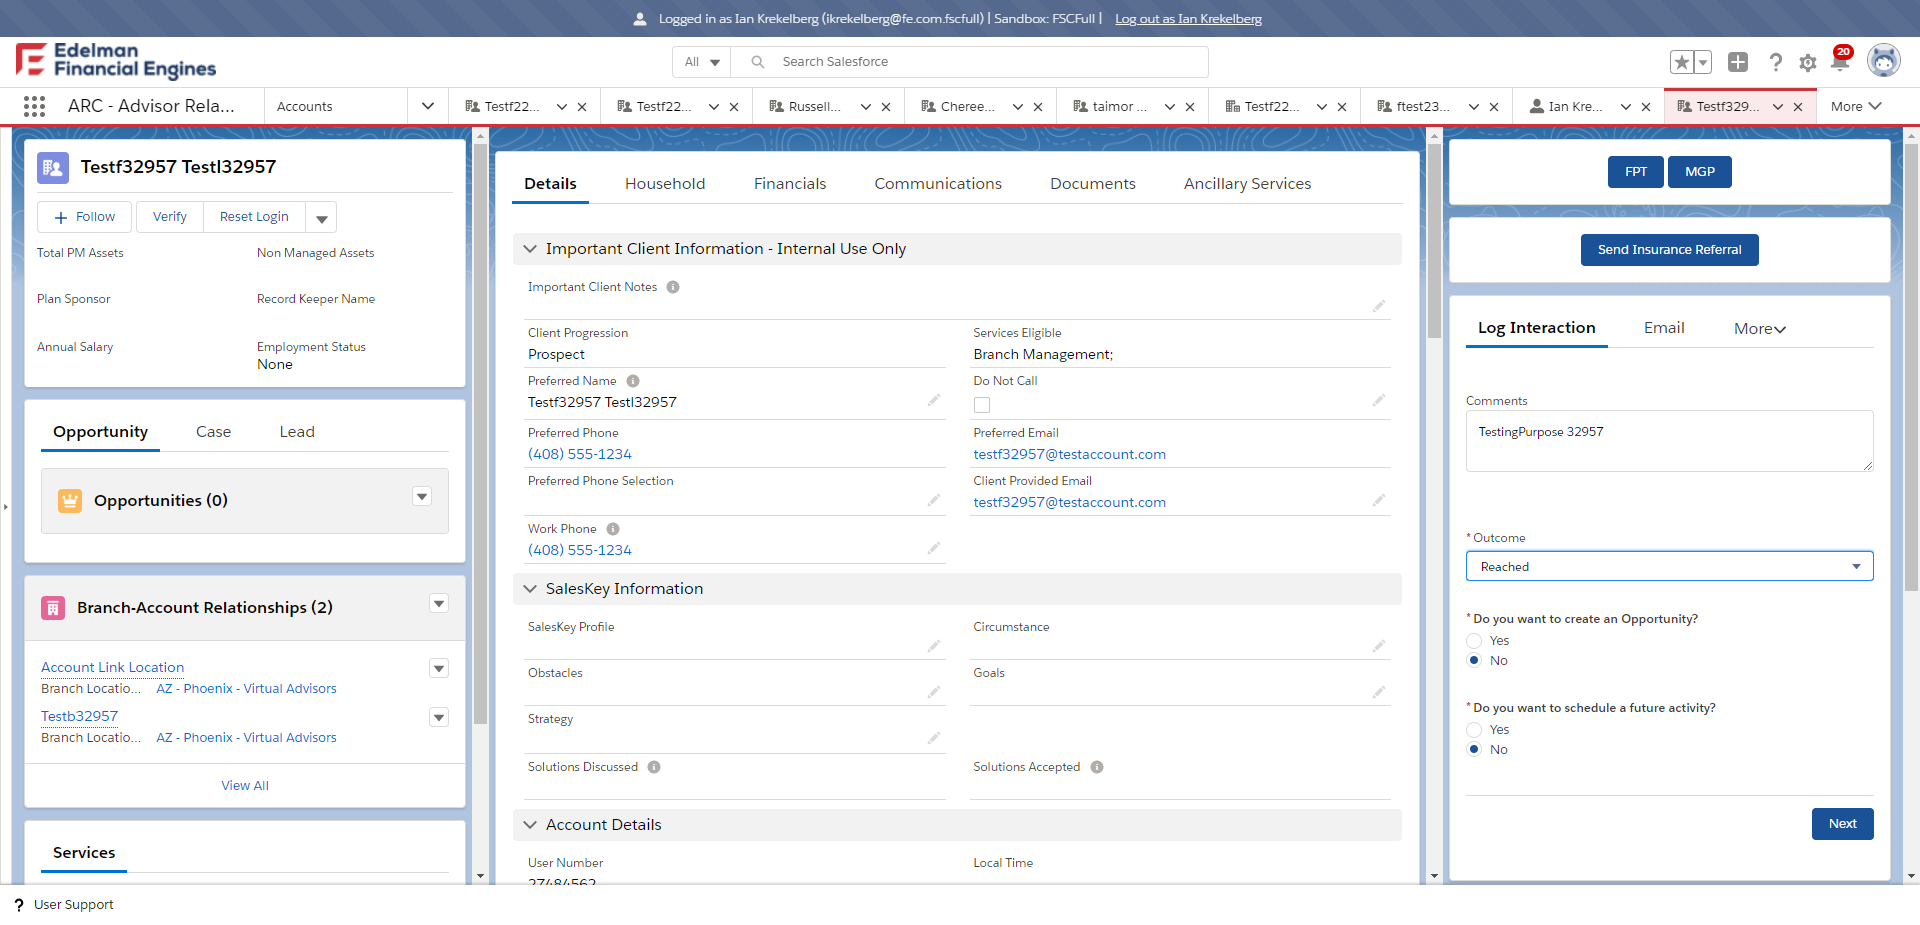 Logged in as Ian Krekelberg (ikrekelberg@fe.com.fscfull) | Sandbox: FSCFull | Log out as Ian Krekelberg
Edelman
Financial Engines
All
Search Salesforce
20
ARC - Advisor Rela...
Accounts
Testf22...
Testf22...
Russell...
Cheree...
taimor ...
Testf22...
ftest23...
Ian Kre...
Testf329...
More
Testf32957 Testl32957
Follow
Verify
Reset Login
Total PM Assets
Non Managed Assets
Plan Sponsor
Record Keeper Name
Annual Salary
Employment Status
None
Opportunity
Case
Lead
Opportunities (0)
Branch-Account Relationships (2)
Account Link Location
Branch Locatio... AZ - Phoenix - Virtual Advisors
Testb32957
Branch Locatio... AZ - Phoenix - Virtual Advisors
View All
Services
Details
Household
Financials
Communications
Documents
Ancillary Services
Important Client Information - Internal Use Only
Important Client Notes
Client Progression
Prospect
Services Eligible
Branch Management;
Preferred Name
Testf32957 Testl32957
Do Not Call
Preferred Phone
(408) 555-1234
Preferred Email
testf32957@testaccount.com
Preferred Phone Selection
Client Provided Email
testf32957@testaccount.com
Work Phone
(408) 555-1234
SalesKey Information
SalesKey Profile
Circumstance
Obstacles
Goals
Strategy
Solutions Discussed
Solutions Accepted
Account Details
User Number
27484562
Local Time
FPT
MGP
Send Insurance Referral
Log Interaction
Email
More
Comments
TestingPurpose 32957
*Outcome
Reached
*Do you want to create an Opportunity?
Yes
No
*Do you want to schedule a future activity?
Yes
No
Next
? User Support